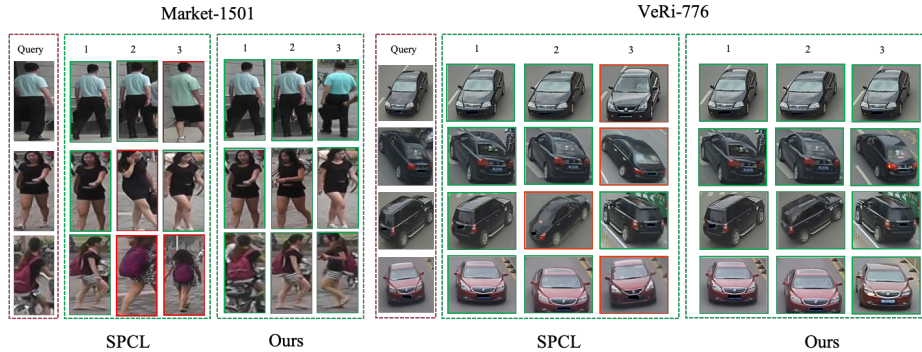 Market-1501
VeRi-776
Query 1 2 3 1 2 3
Query 1 2 3 1 2 3
SPCL Ours
SPCL Ours